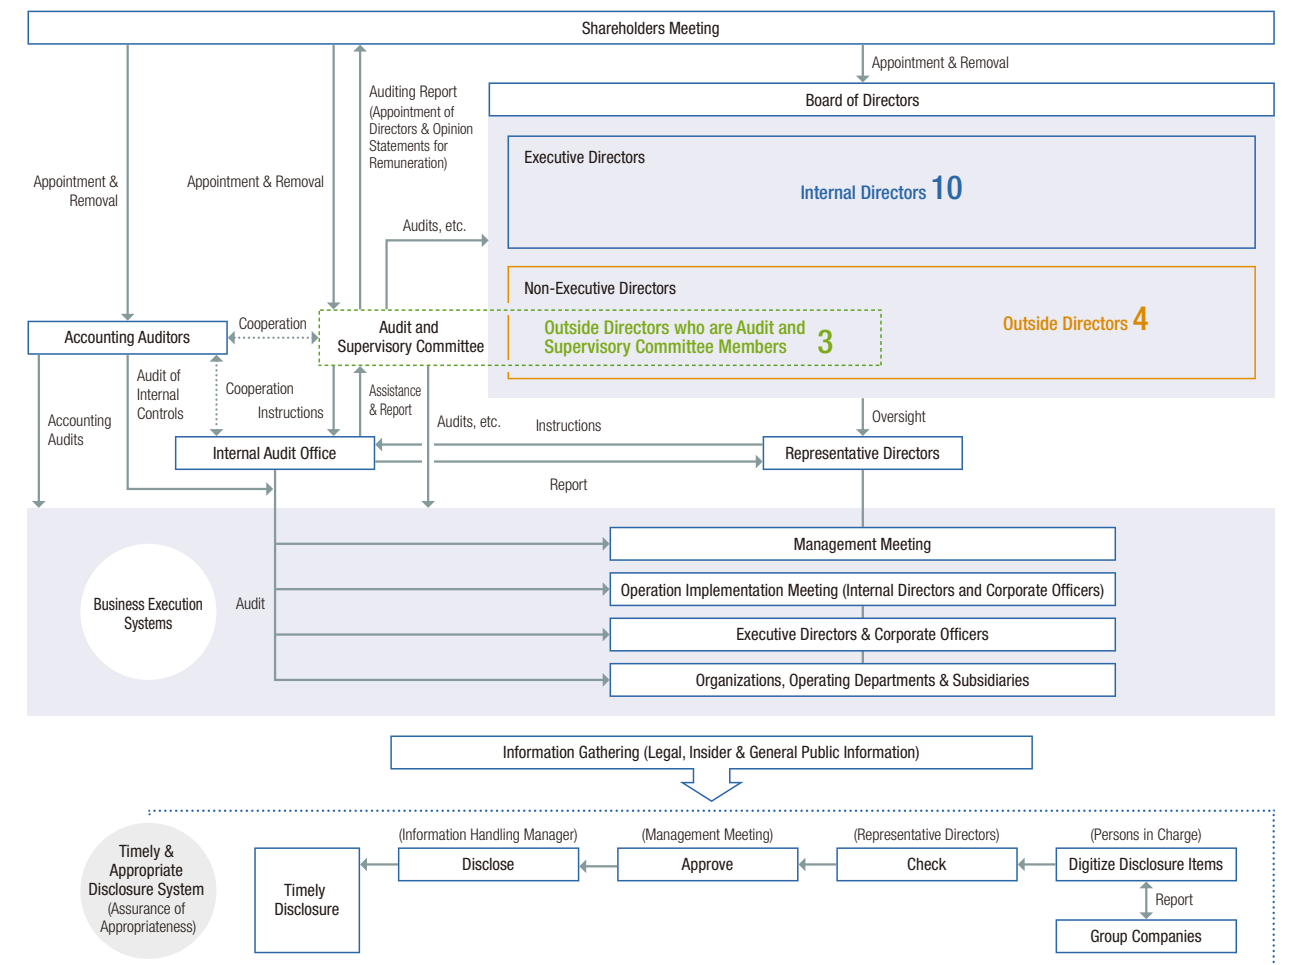 Shareholders Meeting
Appointment & Removal
Board of Directors
Auditing Report
(Appointment of
Directors & Opinion
Statements for
Remuneration)
Appointment &
Removal
Appointment & Removal
Executive Directors
Internal Directors 10
Audits, etc.
Non-Executive Directors
Outside Directors 4
Outside Directors who are Audit and
Supervisory Committee Members 3
Audit and
Supervisory Committee
Accounting Auditors
Cooperation
Audit of
Internal
Controls
Cooperation
Instructions
Assistance
& Report
Accounting
Audits
Audits, etc.
Instructions
Oversight
Internal Audit Office
Representative Directors
Report
Business Execution
Systems
Audit
Management Meeting
Operation Implementation Meeting (Internal Directors and Corporate Officers)
Executive Directors & Corporate Officers
Organizations, Operating Departments & Subsidiaries
Information Gathering (Legal, Insider & General Public Information)
Timely &
Appropriate
Disclosure System
(Assurance of
Appropriateness)
Timely
Disclosure
(Information Handling Manager)
Disclose
(Management Meeting)
Approve
(Representative Directors)
Check
(Persons in Charge)
Digitize Disclosure Items
Report
Group Companies